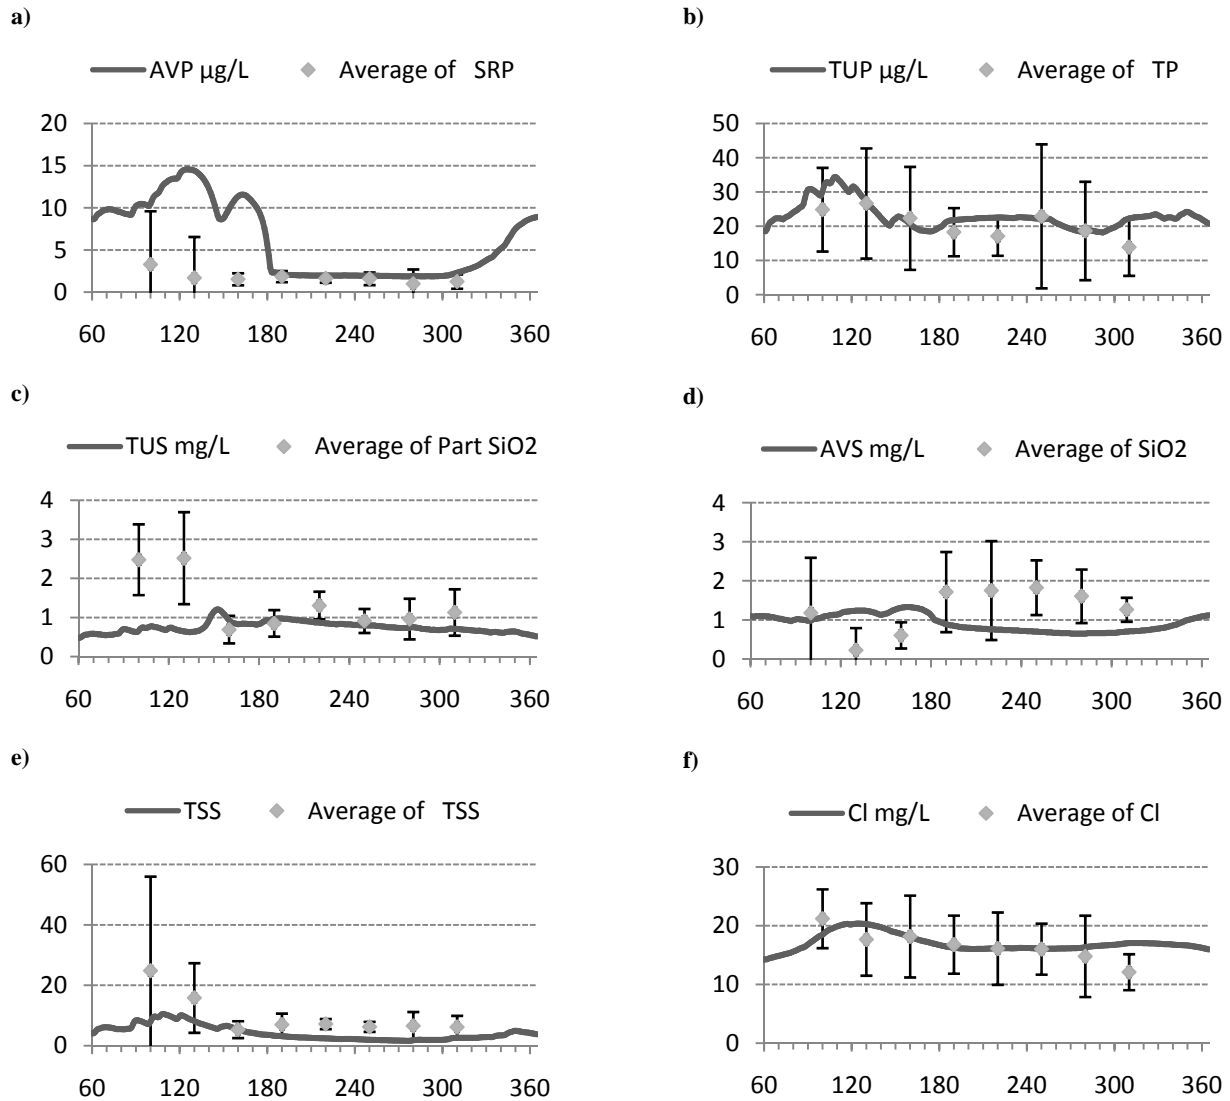 a)
AVP µg/L Average of SRP
20
15
10
5
0
60 120 180 240 300 360
b)
TUP µg/L Average of TP
50
40
30
20
10
0
60 120 180 240 300 360
c)
TUS mg/L Average of Part SiO2
4
3
2
1
0
60 120 180 240 300 360
d)
AVS mg/L Average of SiO2
4
3
2
1
0
60 120 180 240 300 360
e)
TSS Average of TSS
60
40
20
0
60 120 180 240 300 360
f)
Cl mg/L Average of Cl
30
20
10
0
60 120 180 240 300 360